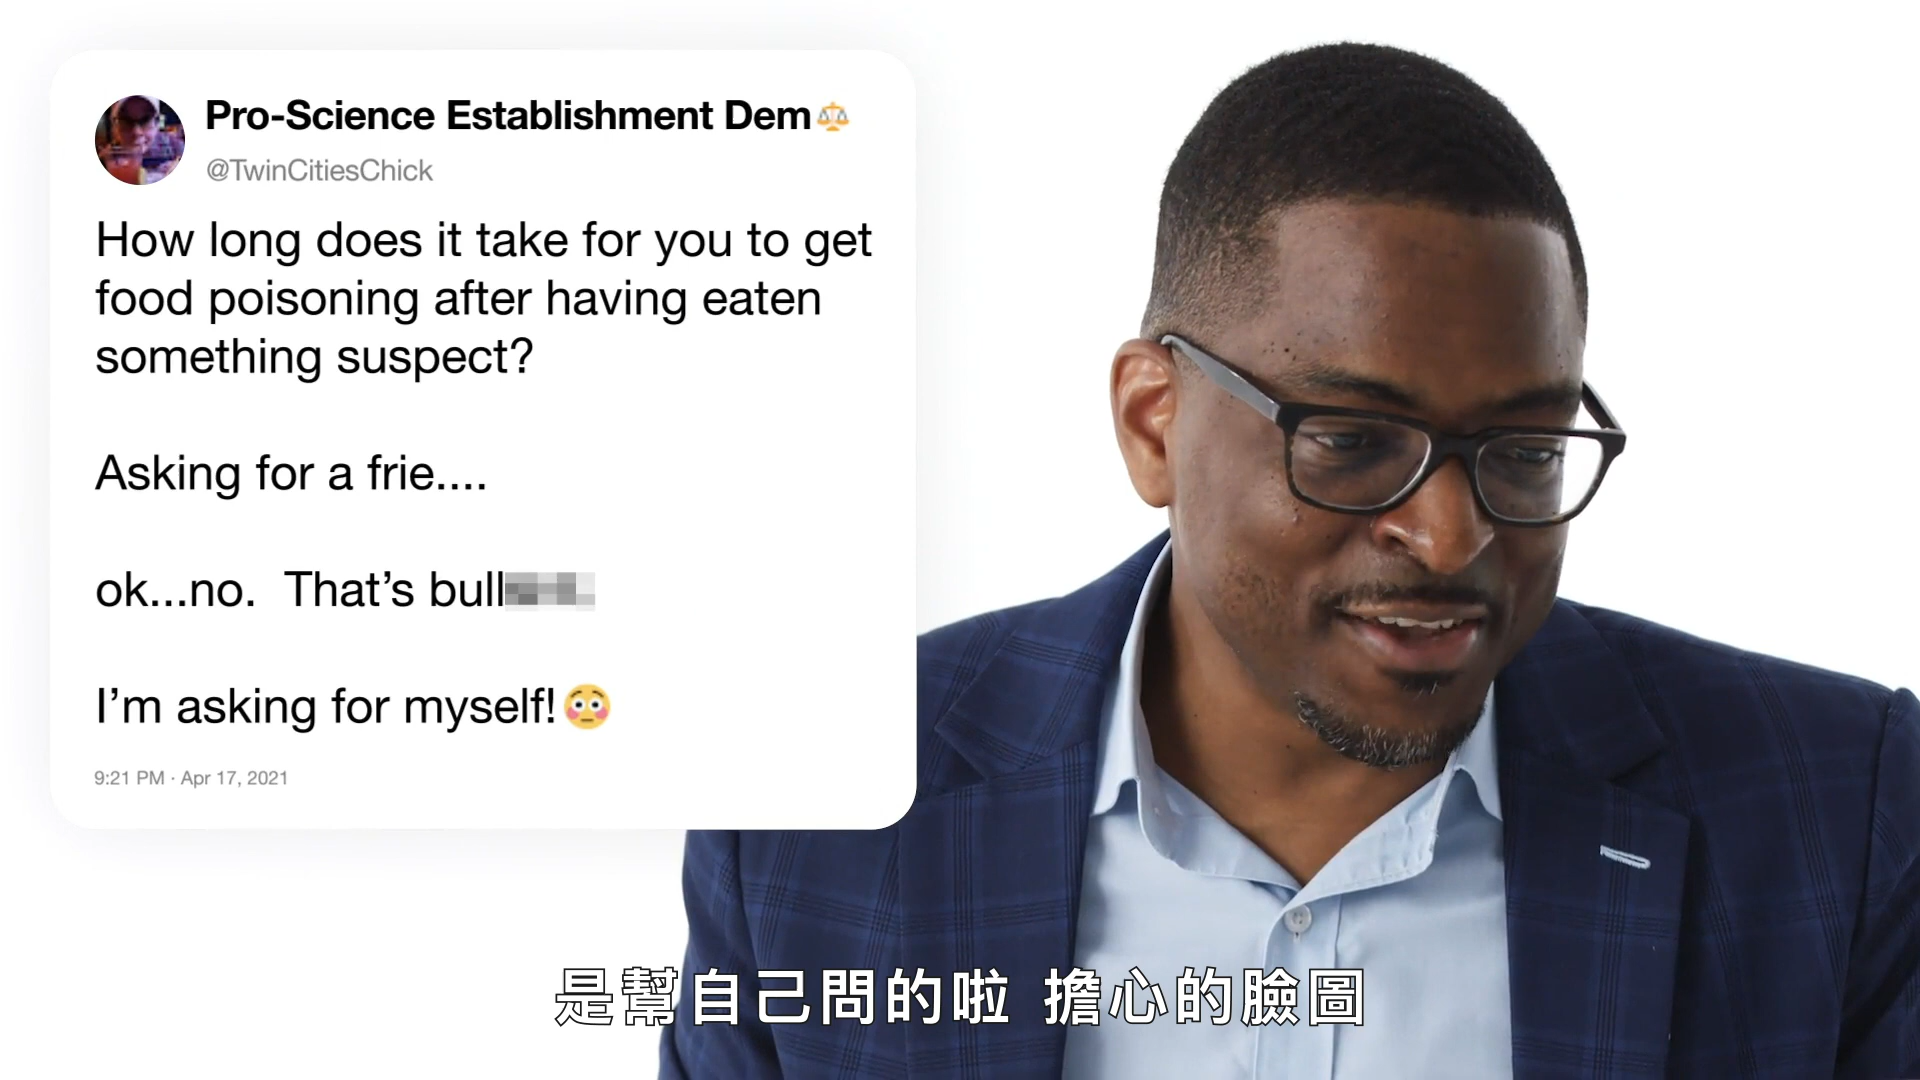 Pro-Science Establishment Dem⚖️
@TwinCitiesChick
How long does it take for you to get
food poisoning after having eaten
something suspect?
Asking for a frie....
ok...no. That's bull
I'm asking for myself!😳
9:21 PM · Apr 17, 2021
是幫自己問的啦 擔心的臉圖